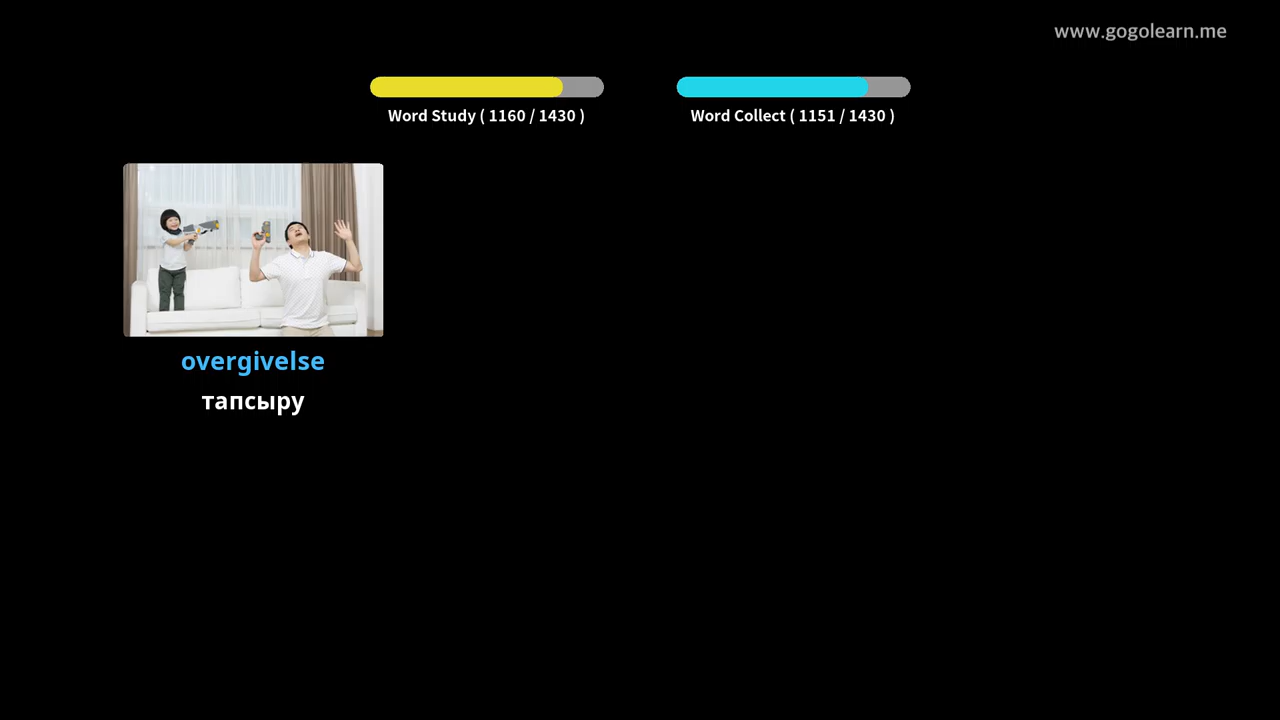 www.gogolearn.me
Word Study ( 1160 / 1430 )
Word Collect ( 1151 / 1430 )
overgivelse
тапсыру